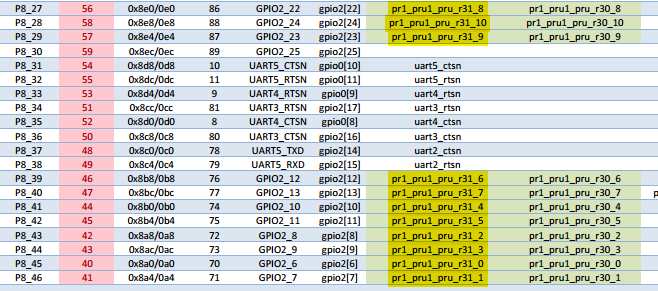 P8_27 56 0x8e0/0e0 86 GPIO2_22 gpio2[22] pr1_pru1_pru_r31_8 pr1_pru1_pru_r30_8
P8_28 58 0x8e8/0e8 88 GPIO2_24 gpio2[24] pr1_pru1_pru_r31_10 pr1_pru1_pru_r30_10
P8_29 57 0x8e4/0e4 87 GPIO2_23 gpio2[23] pr1_pru1_pru_r31_9 pr1_pru1_pru_r30_9
P8_30 59 0x8ec/0ec 89 GPIO2_25 gpio2[25]
P8_31 54 0x8d8/0d8 10 UART5_CTSN gpio0[10] uart5_ctsn
P8_32 55 0x8dc/0dc 11 UART5_RTSN gpio0[11] uart5_rtsn
P8_33 53 0x8d4/0d4 9 UART4_RTSN gpio0[9] uart4_rtsn
P8_34 51 0x8cc/0cc 81 UART3_RTSN gpio2[17] uart3_rtsn
P8_35 52 0x8d0/0d0 8 UART4_CTSN gpio0[8] uart4_ctsn
P8_36 50 0x8c8/0c8 80 UART3_CTSN gpio2[16] uart3_ctsn
P8_37 48 0x8c0/0c0 78 UART5_TXD gpio2[14] uart2_ctsn
P8_38 49 0x8c4/0c4 79 UART5_RXD gpio2[15] uart2_rtsn
P8_39 46 0x8b8/0b8 76 GPIO2_12 gpio2[12] pr1_pru1_pru_r31_6 pr1_pru1_pru_r30_6
P8_40 47 0x8bc/0bc 77 GPIO2_13 gpio2[13] pr1_pru1_pru_r31_7 pr1_pru1_pru_r30_7
P8_41 44 0x8b0/0b0 74 GPIO2_10 gpio2[10] pr1_pru1_pru_r31_4 pr1_pru1_pru_r30_4
P8_42 45 0x8b4/0b4 75 GPIO2_11 gpio2[11] pr1_pru1_pru_r31_5 pr1_pru1_pru_r30_5
P8_43 42 0x8a8/0a8 72 GPIO2_8 gpio2[8] pr1_pru1_pru_r31_2 pr1_pru1_pru_r30_2
P8_44 43 0x8ac/0ac 73 GPIO2_9 gpio2[9] pr1_pru1_pru_r31_3 pr1_pru1_pru_r30_3
P8_45 40 0x8a0/0a0 70 GPIO2_6 gpio2[6] pr1_pru1_pru_r31_0 pr1_pru1_pru_r30_0
P8_46 41 0x8a4/0a4 71 GPIO2_7 gpio2[7] pr1_pru1_pru_r31_1 pr1_pru1_pru_r30_1